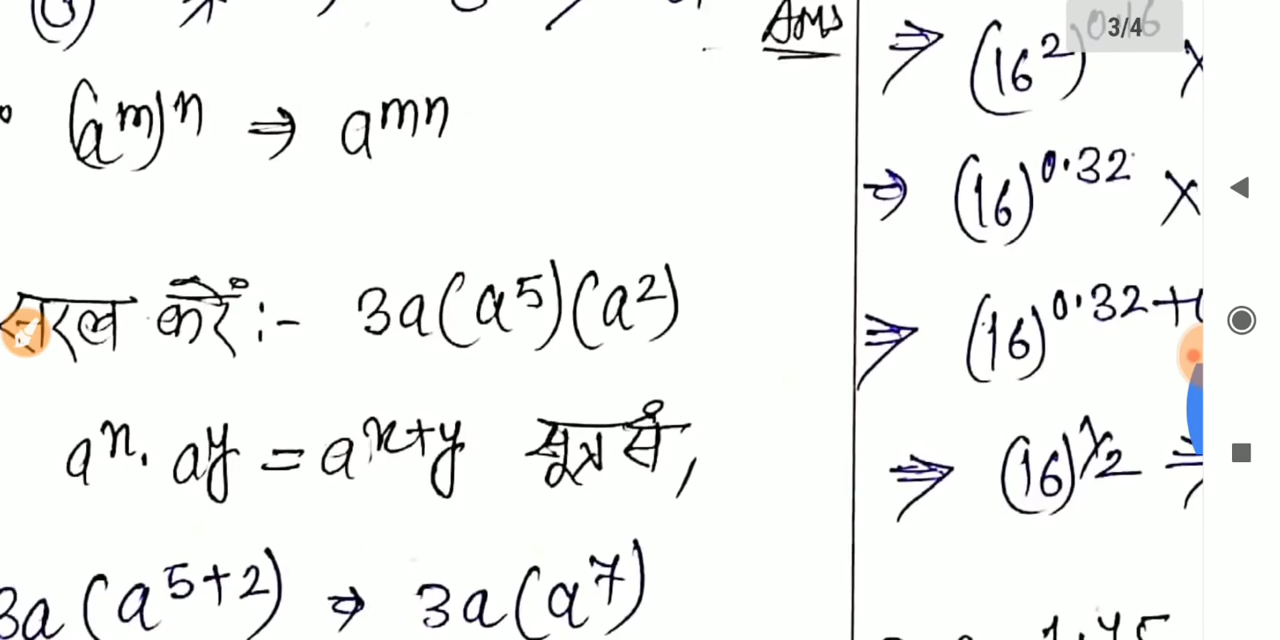 Ans
(a^m)^n ⇒ a^mn
सरल करें :- 3a(a^5)(a^2)
a^x . a^y = a^x+y सूत्र से,
3a(a^5+2) ⇒ 3a(a^7)
3/4
⇒ (16^2) ×
⇒ (16)^0.32 ×
⇒ (16)^0.32+
⇒ (16)^1/2 ⇒